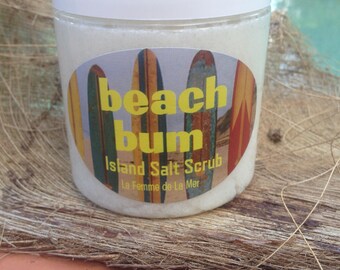 beach
bum
Island Salt Scrub
La Femme de La Mer